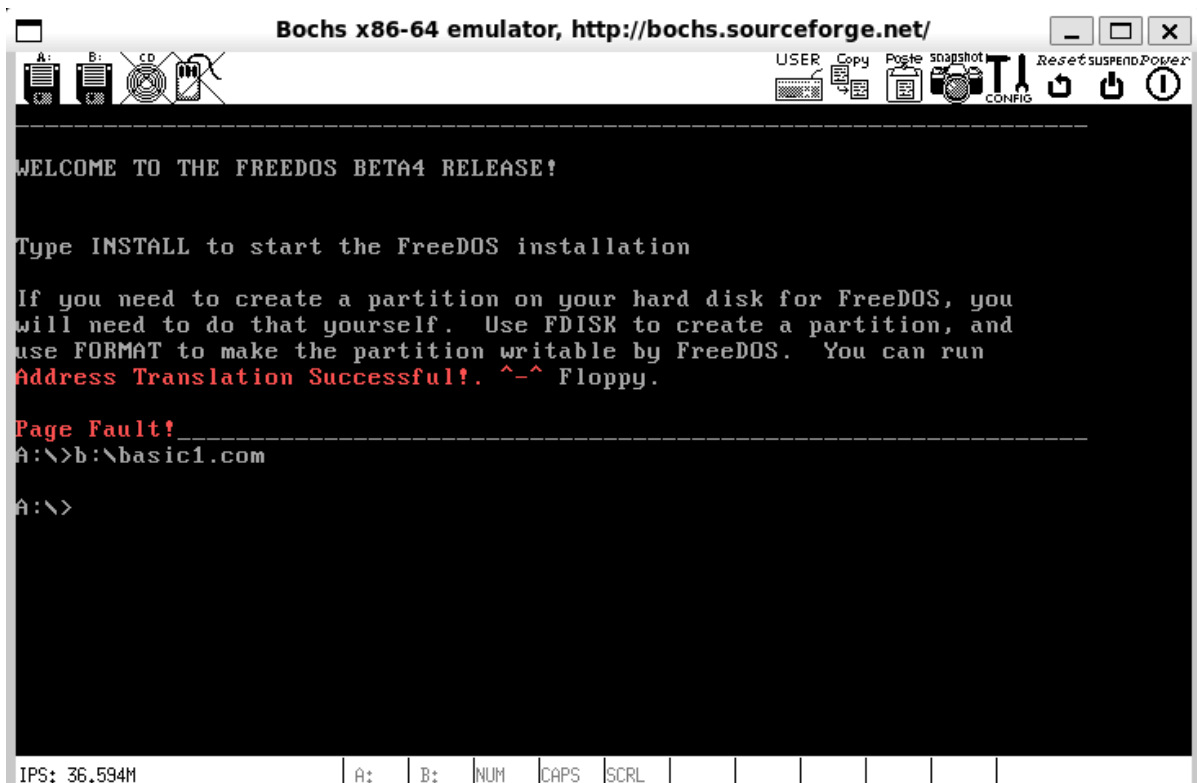 Bochs x86-64 emulator, http://bochs.sourceforge.net/
A: B: CD USER Copy Paste snapshot CONFIG Reset SUSPEND Power
WELCOME TO THE FREEDOS BETA4 RELEASE!
Type INSTALL to start the FreeDOS installation
If you need to create a partition on your hard disk for FreeDOS, you
will need to do that yourself.  Use FDISK to create a partition, and
use FORMAT to make the partition writable by FreeDOS.  You can run
Address Translation Successful!. ^-^ Floppy.
Page Fault!______________________________________________________________
A:\>b:\basic1.com
A:\>
IPS: 36.594M A: B: NUM CAPS SCRL